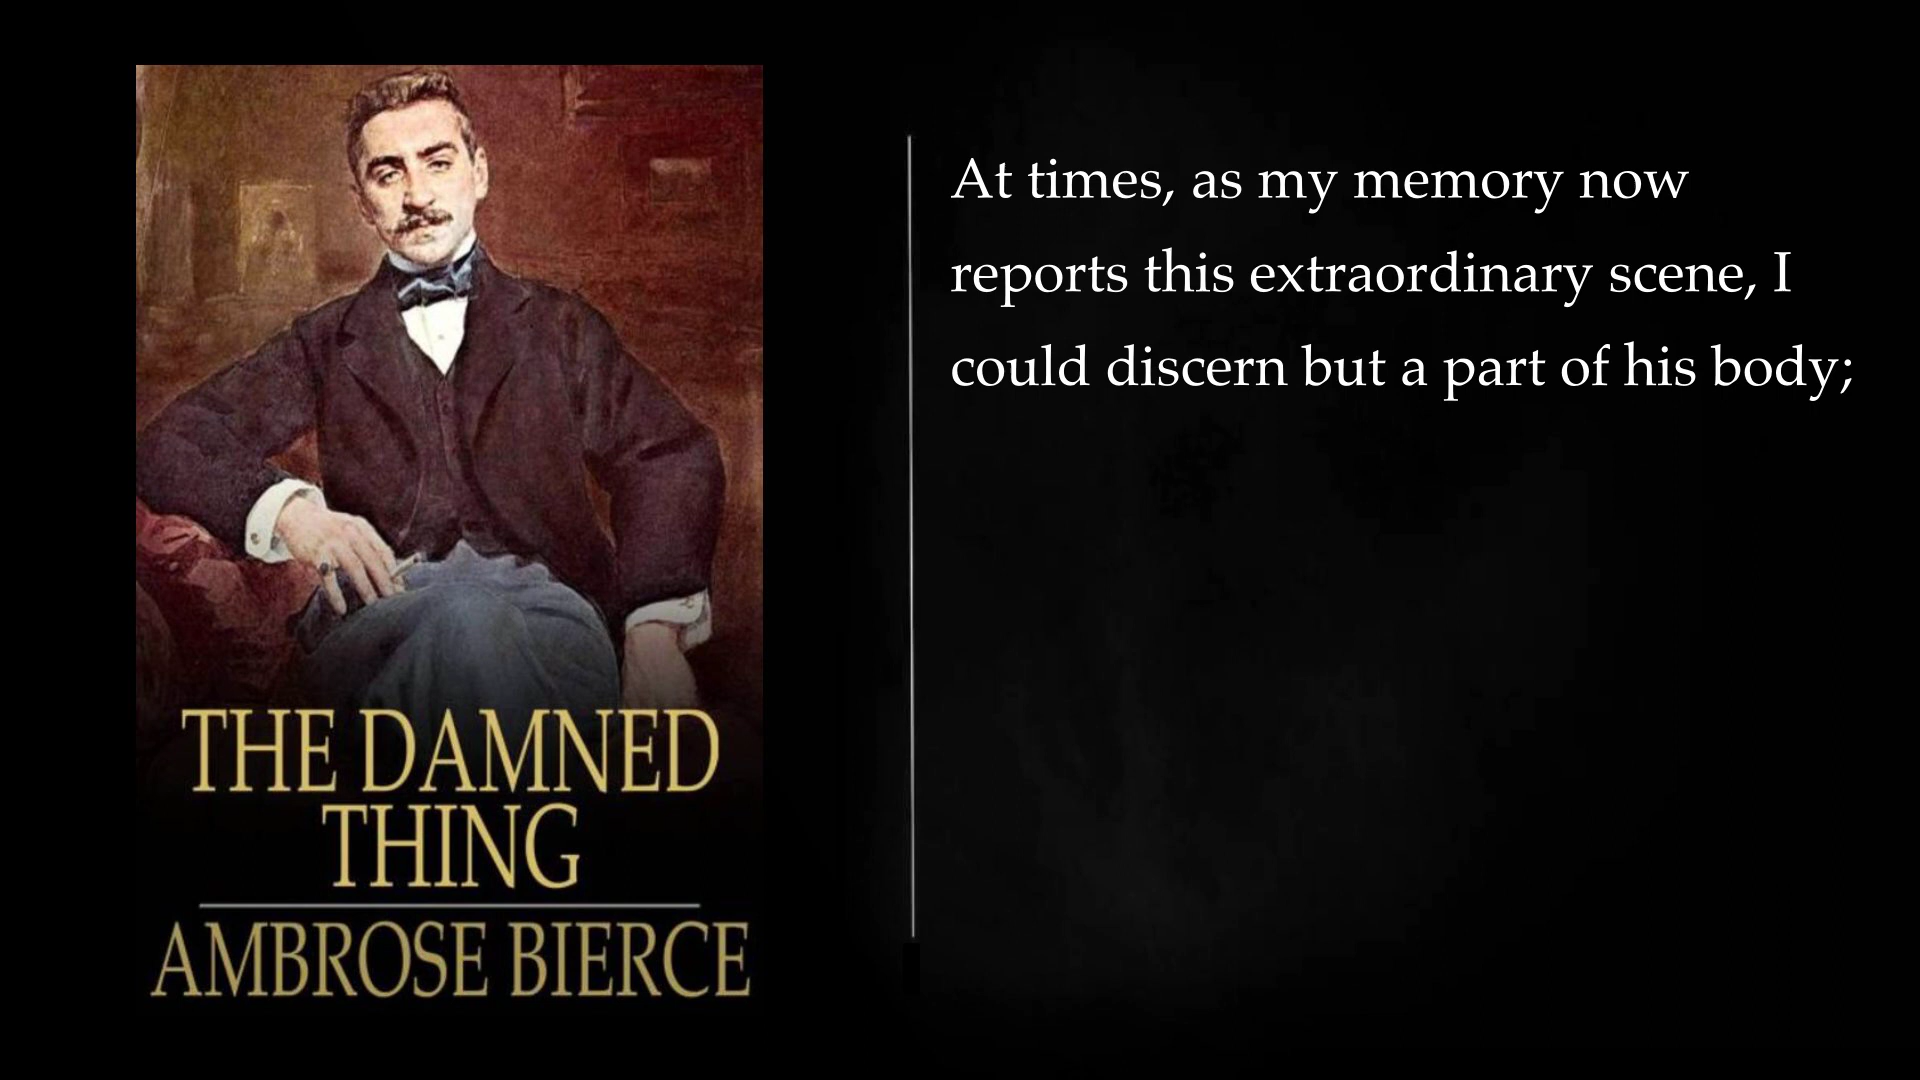 THE DAMNED
THING
AMBROSE BIERCE
At times, as my memory now
reports this extraordinary scene, I
could discern but a part of his body;